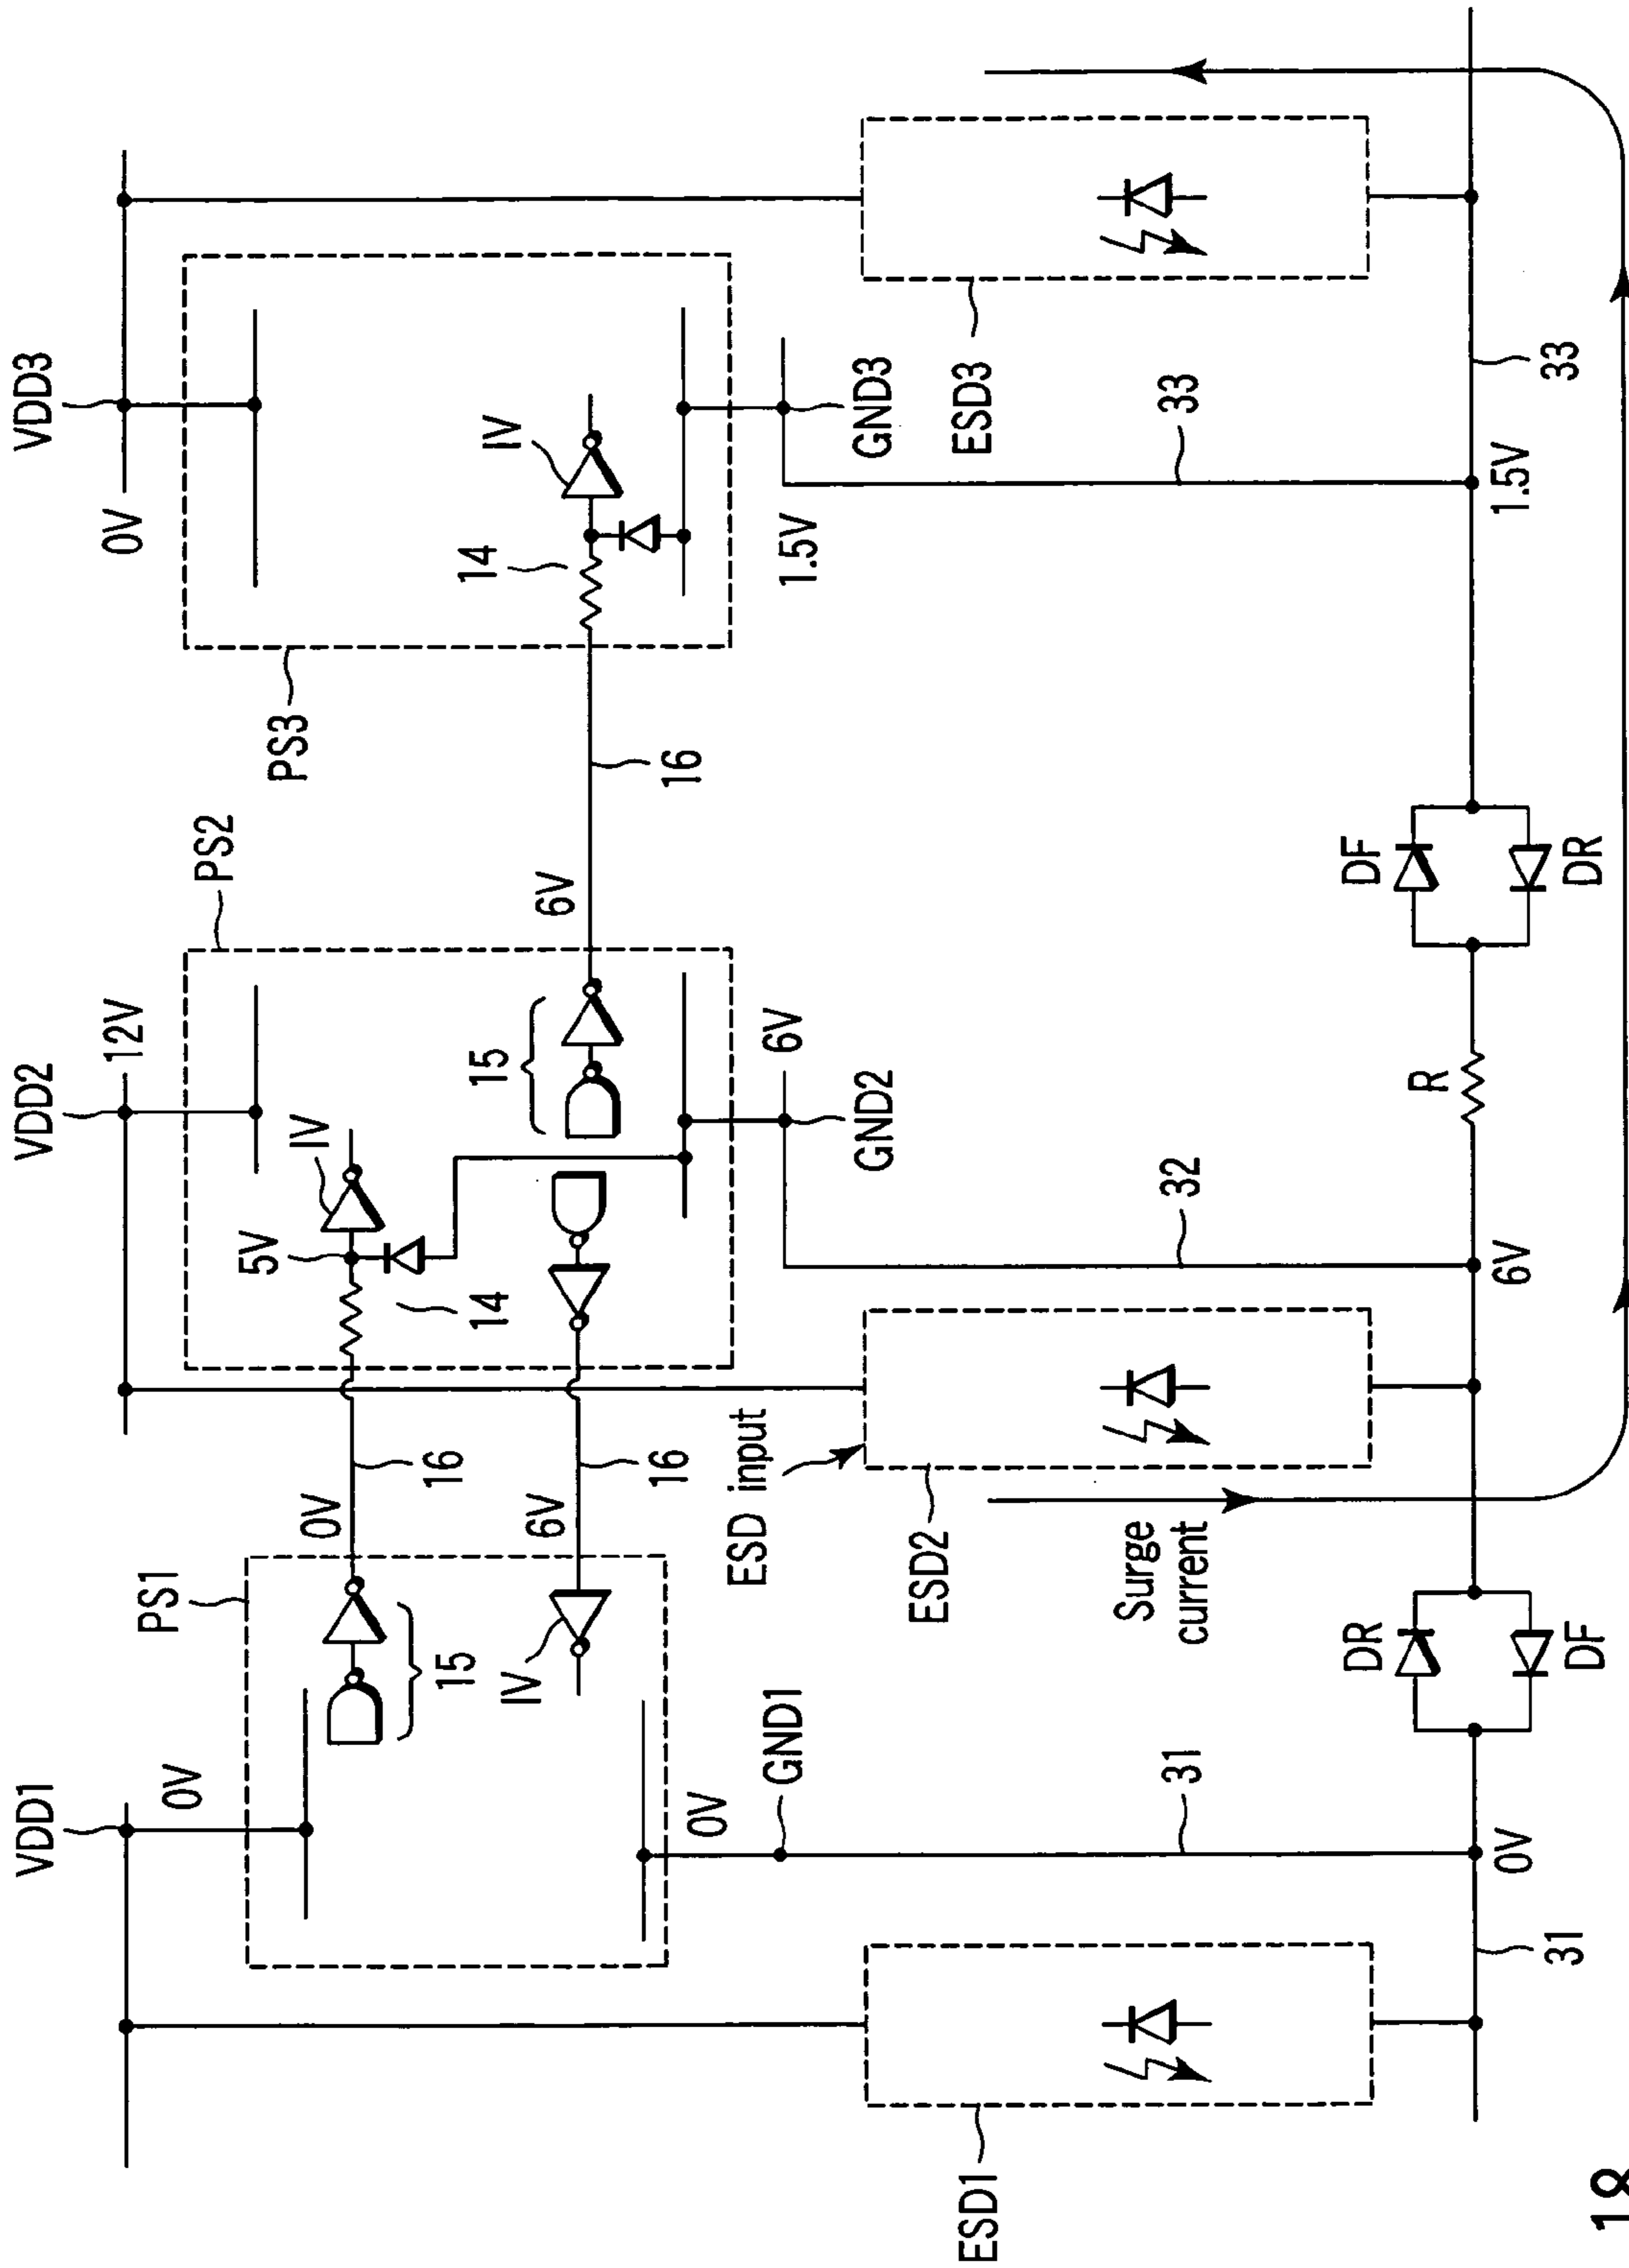 VDD1
0V
PS1
15
0V
16
IV
6V
16
0V
GND1
31
0V
31
ESD1
VDD2
12V
PS2
5V
IV
14
15
6V
16
6V
GND2
ESD input
ESD2
Surge
current
32
6V
DR
DF
R
DF
DR
VDD3
0V
PS3
14
IV
1.5V
GND3
33
ESD3
1.5V
33
18